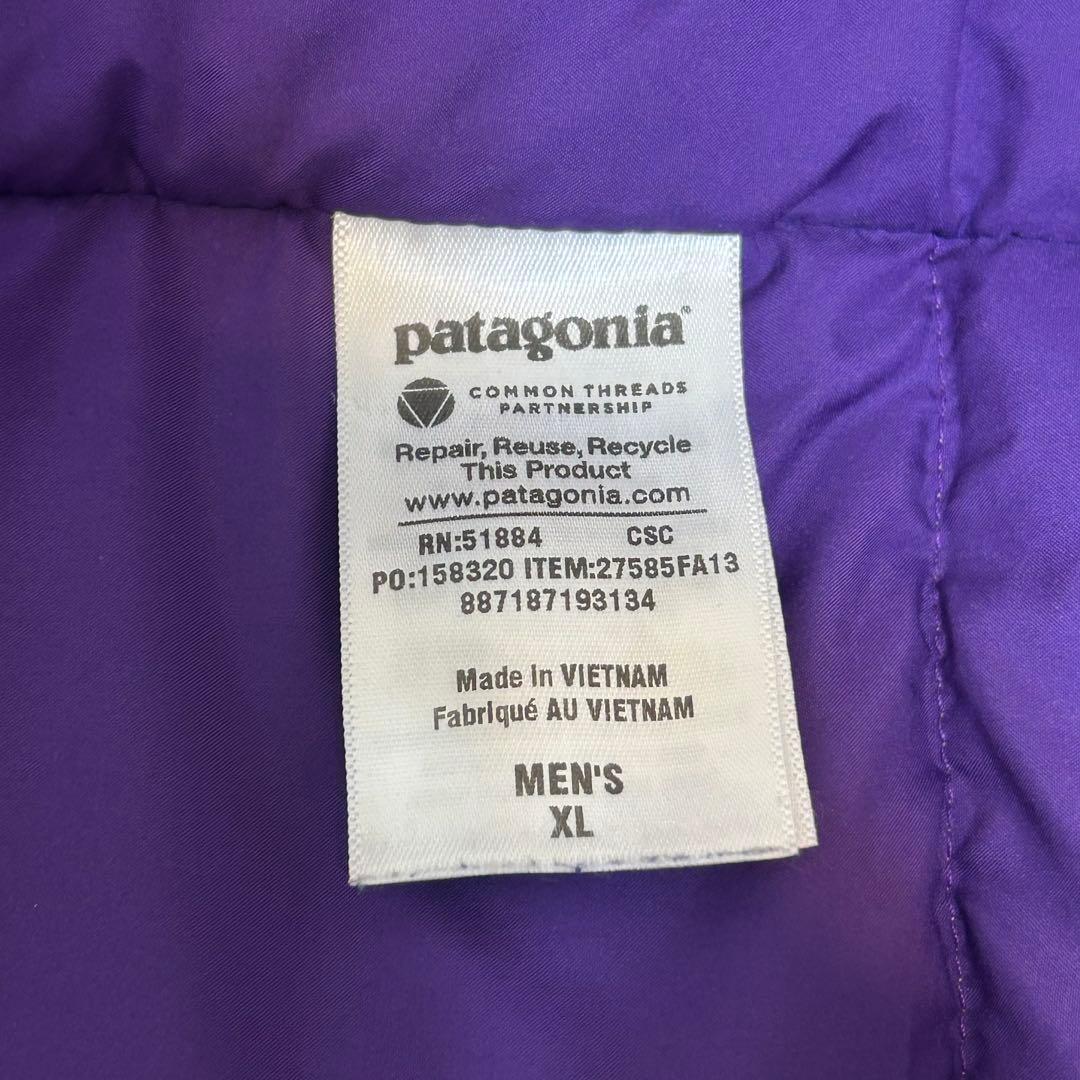 patagonia®
COMMON THREADS
PARTNERSHIP
Repair, Reuse, Recycle
This Product
www.patagonia.com
RN:51884 CSC
PO:158320 ITEM:27585FA13
887187193134
Made in VIETNAM
Fabriqué AU VIETNAM
MEN'S
XL